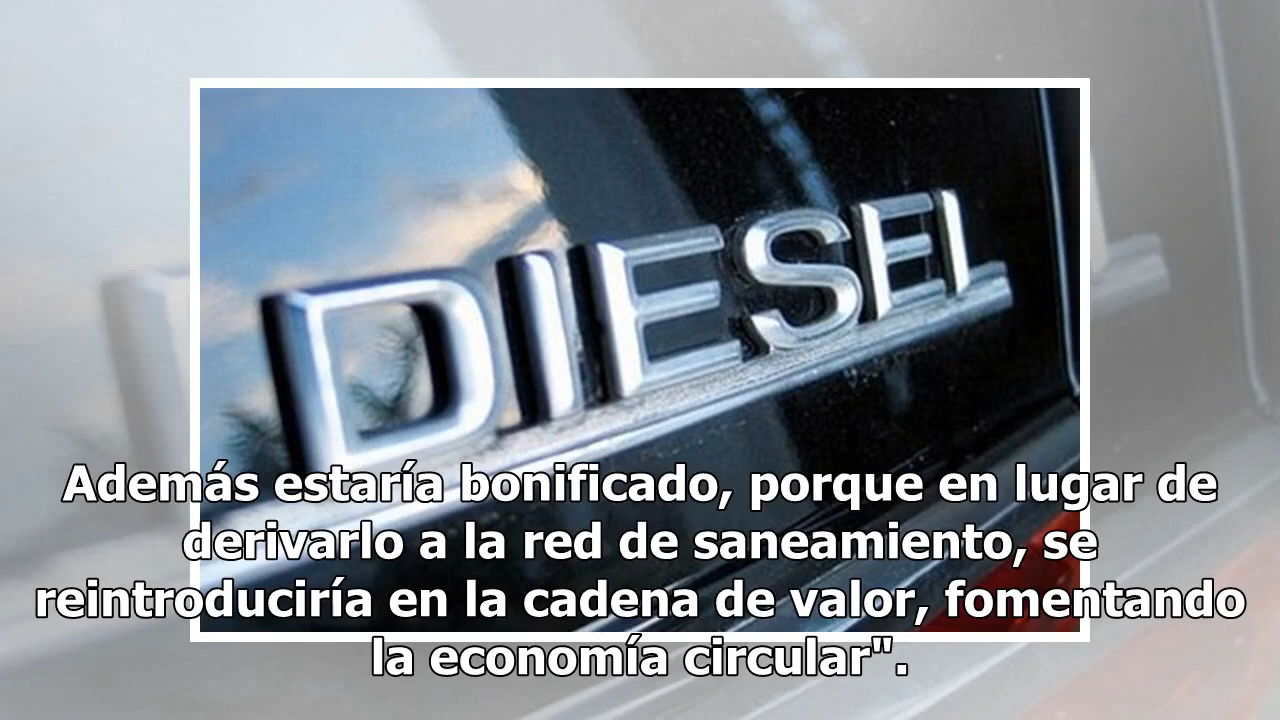 DIESEL
Además estaría bonificado, porque en lugar de
derivarlo a la red de saneamiento, se
reintroduciría en la cadena de valor, fomentando
la economía circular".